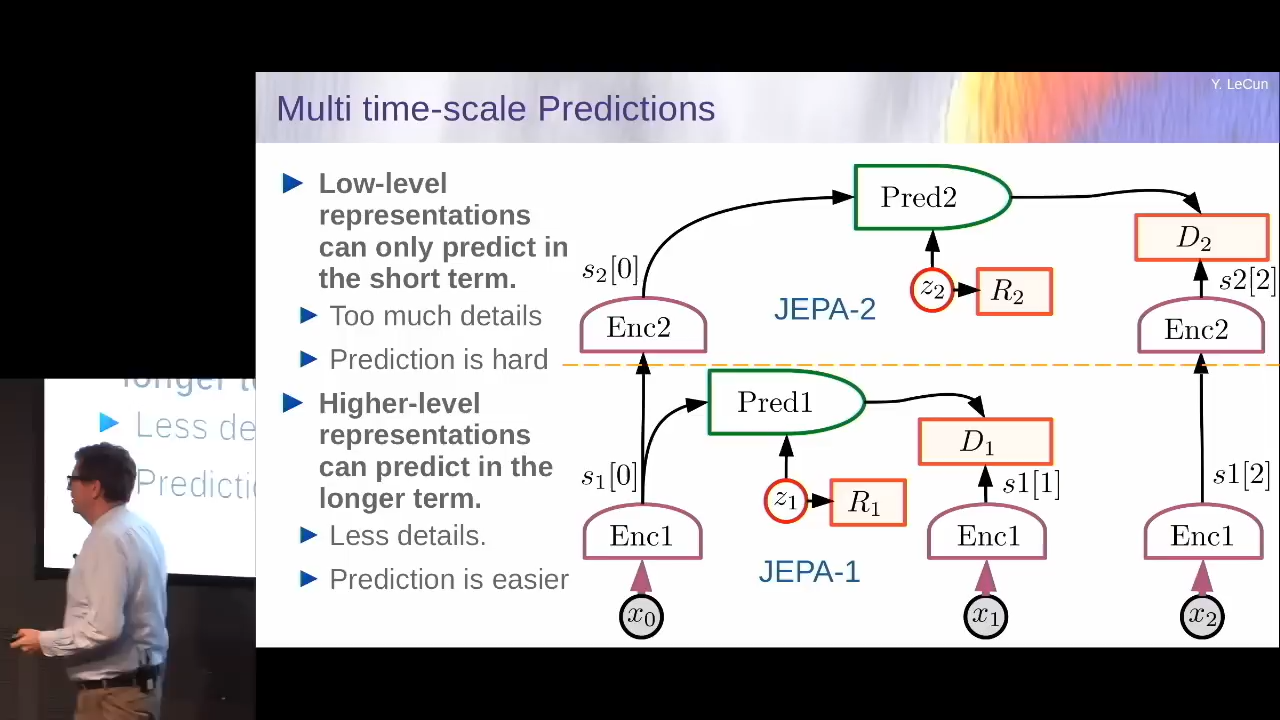 Y. LeCun
Multi time-scale Predictions
Low-level
representations
can only predict in
the short term.
Too much details
Prediction is hard
Higher-level
representations
can predict in the
longer term.
Less details.
Prediction is easier
Pred2
D₂
s₂[0]
z₂
R₂
s2[2]
JEPA-2
Enc2
Enc2
Pred1
D₁
s₁[0]
z₁
R₁
s1[1]
s1[2]
Enc1
Enc1
Enc1
JEPA-1
x₀
x₁
x₂
longer t
Less de
Predicti